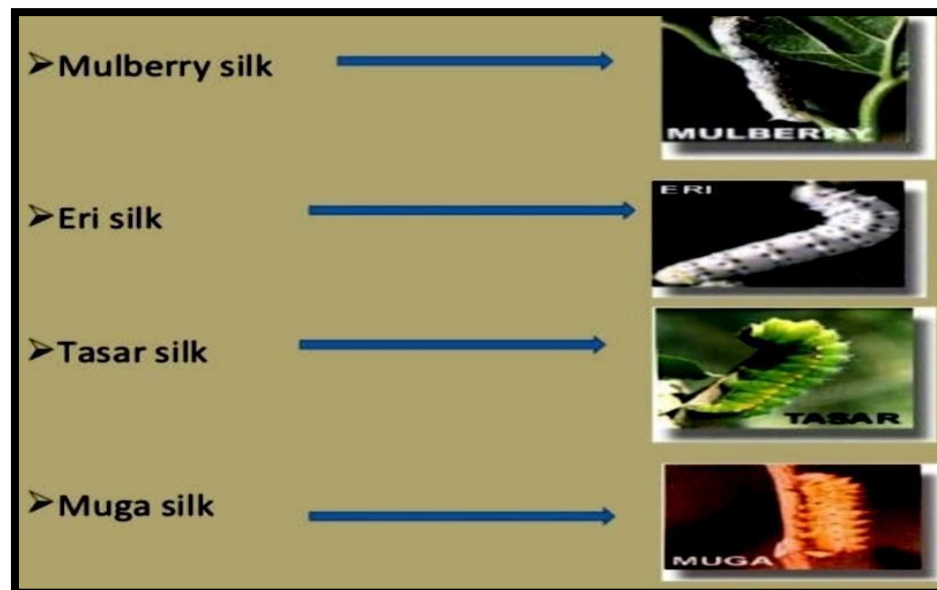 ➢Mulberry silk
MULBERRY
➢Eri silk
ERI
➢Tasar silk
TASAR
➢Muga silk
MUGA